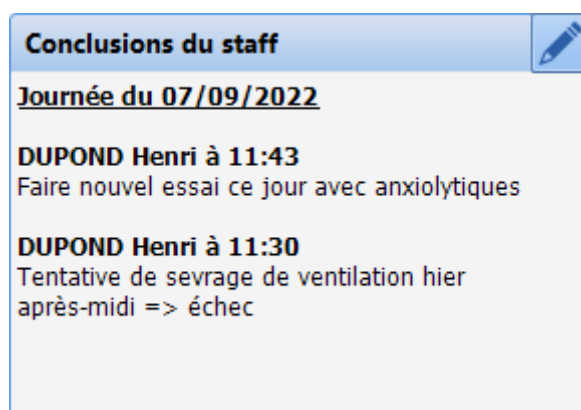 Conclusions du staff
Journée du 07/09/2022
DUPOND Henri à 11:43
Faire nouvel essai ce jour avec anxiolytiques
DUPOND Henri à 11:30
Tentative de sevrage de ventilation hier
après-midi => échec